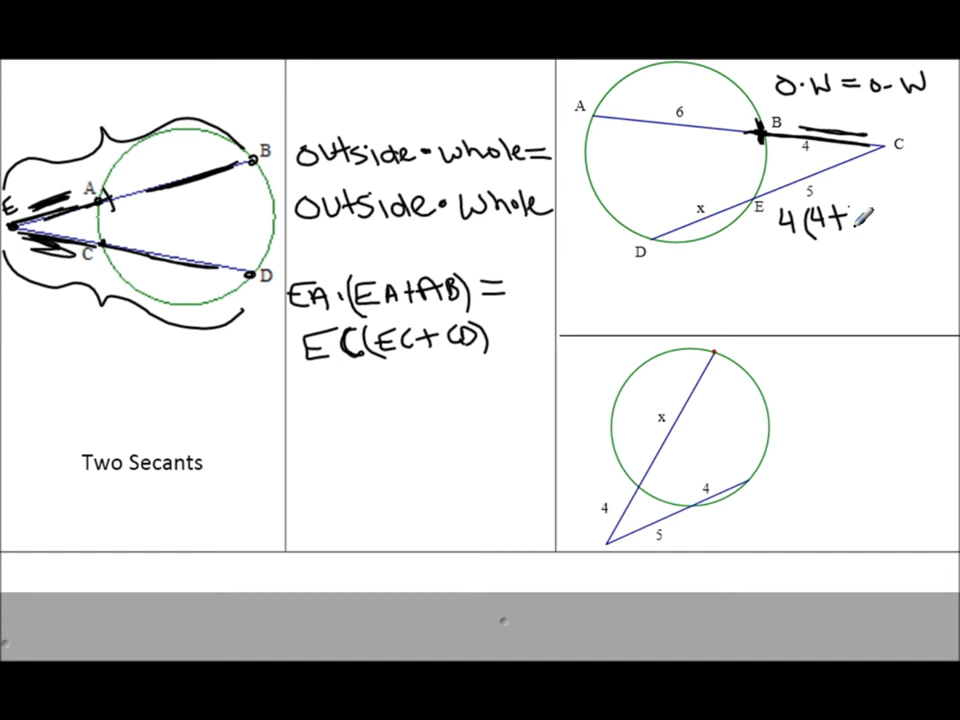 E
A
B
C
D
Two Secants
outside · whole =
outside · whole
EA · (EA + AB) =
EC(EC + CD)
O · W = O - W
A
6
B
4
C
5
E
x
D
4(4+
x
4
4
5